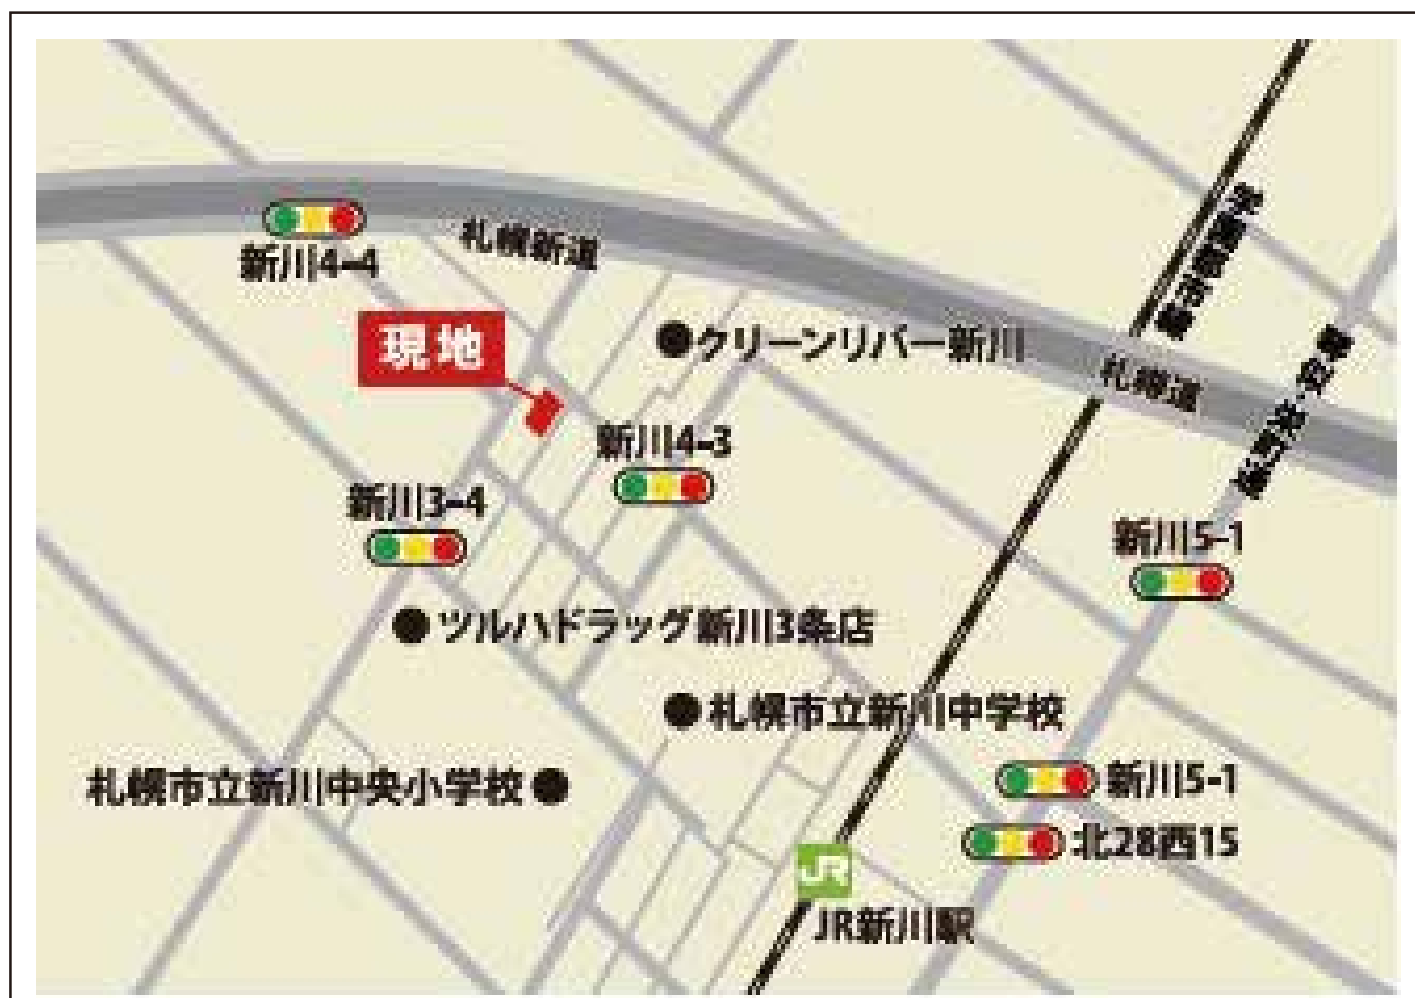 札幌新道
新川4-4
現地
クリーンリバー新川
札樽道
新川4-3
新川3-4
新川5-1
ツルハドラッグ新川3条店
札幌市立新川中学校
札幌市立新川中央小学校
新川5-1
北28西15
JR
JR新川駅